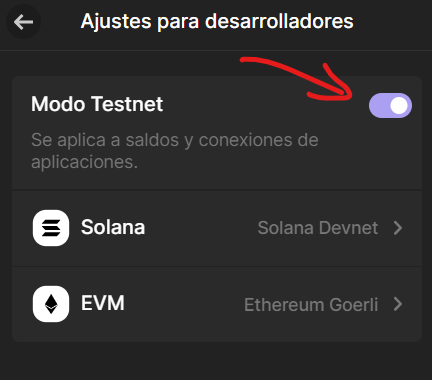 Ajustes para desarrolladores
Modo Testnet
Se aplica a saldos y conexiones de
aplicaciones.
Solana Solana Devnet
EVM Ethereum Goerli